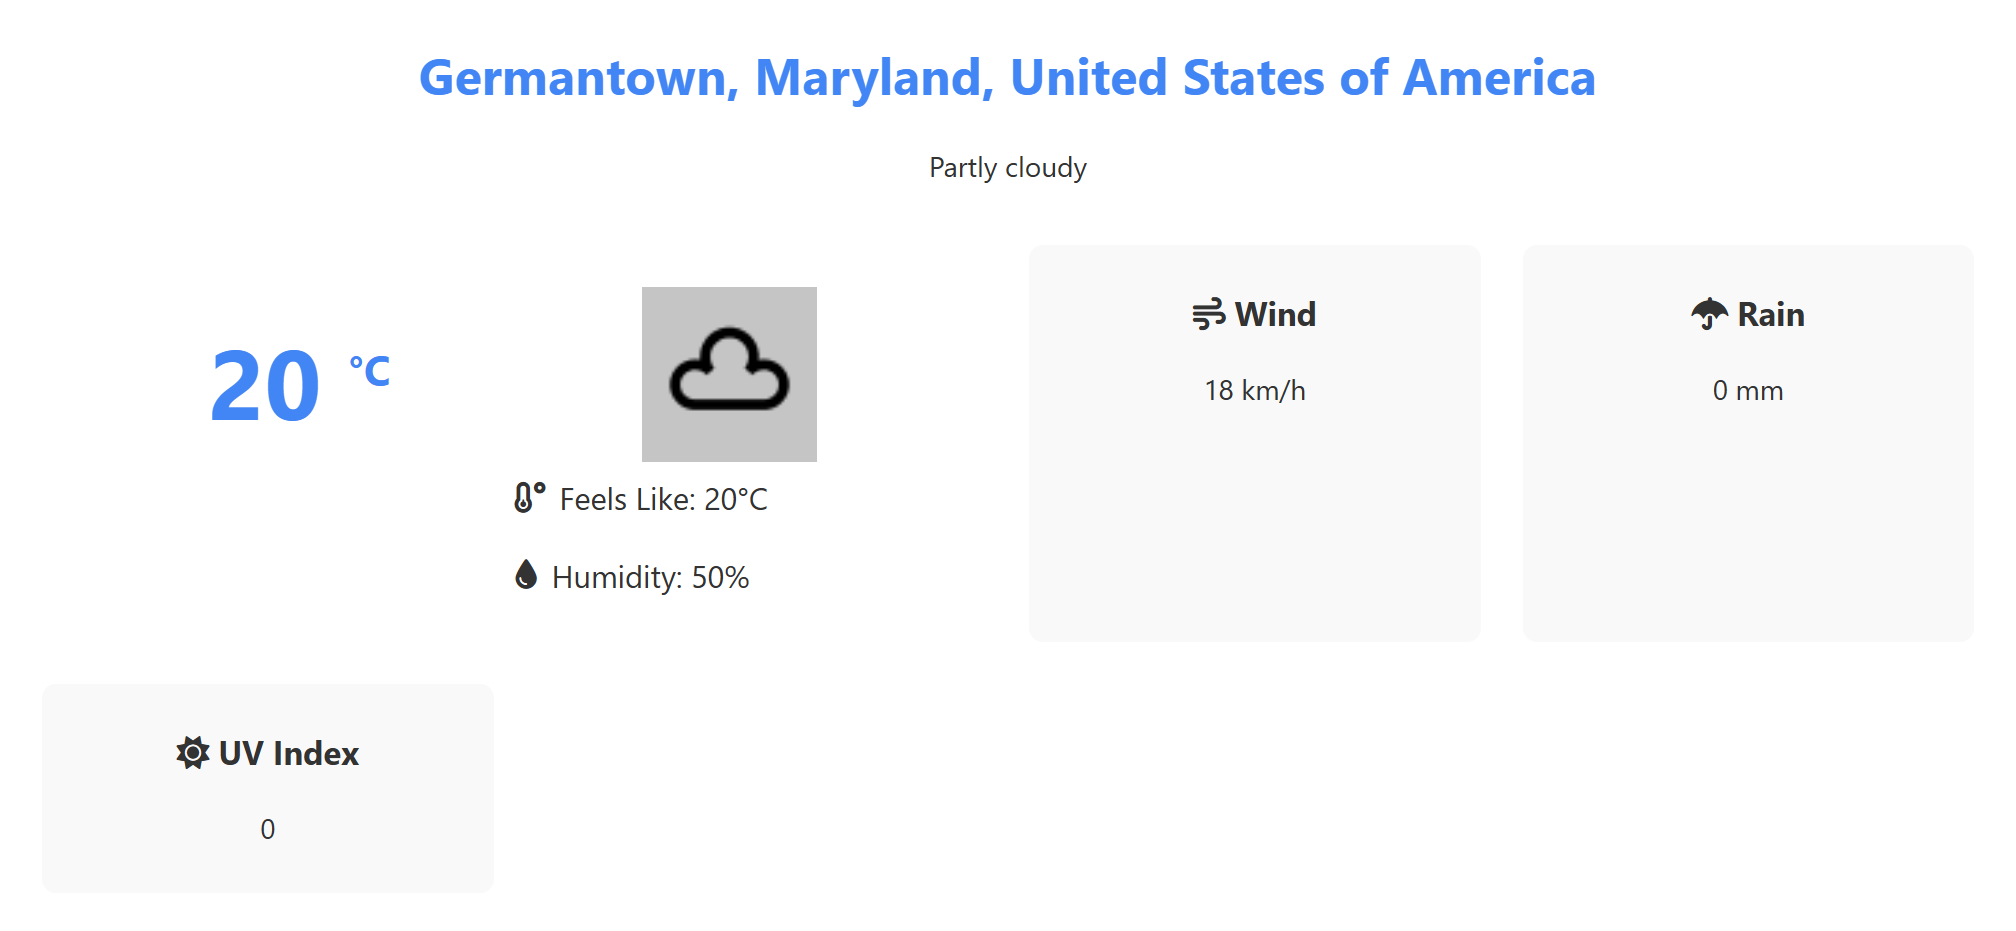 Germantown, Maryland, United States of America
Partly cloudy
20 °C
Feels Like: 20°C
Humidity: 50%
Wind
18 km/h
Rain
0 mm
UV Index
0